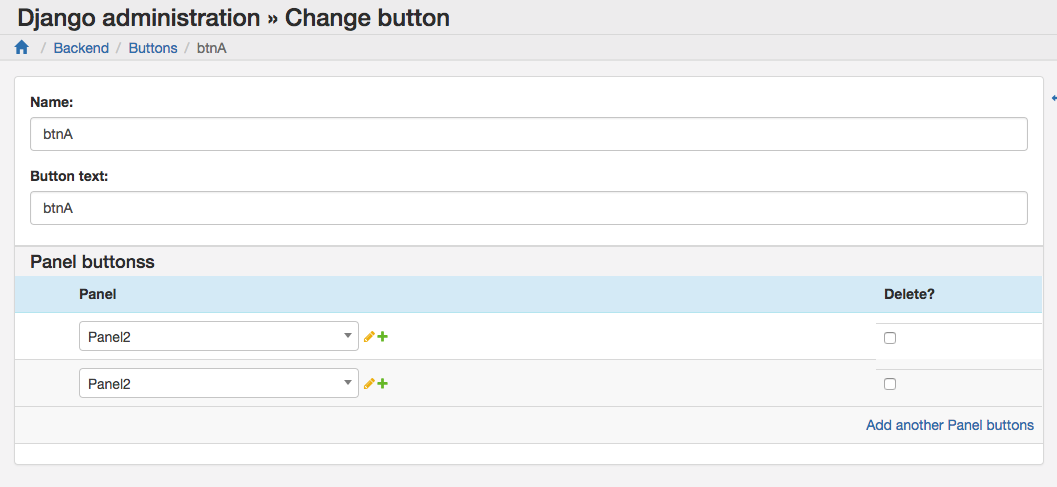 Django administration » Change button
/ Backend / Buttons / btnA
Name:
btnA
Button text:
btnA
Panel buttonss
Panel Delete?
Panel2
Panel2
Add another Panel buttons